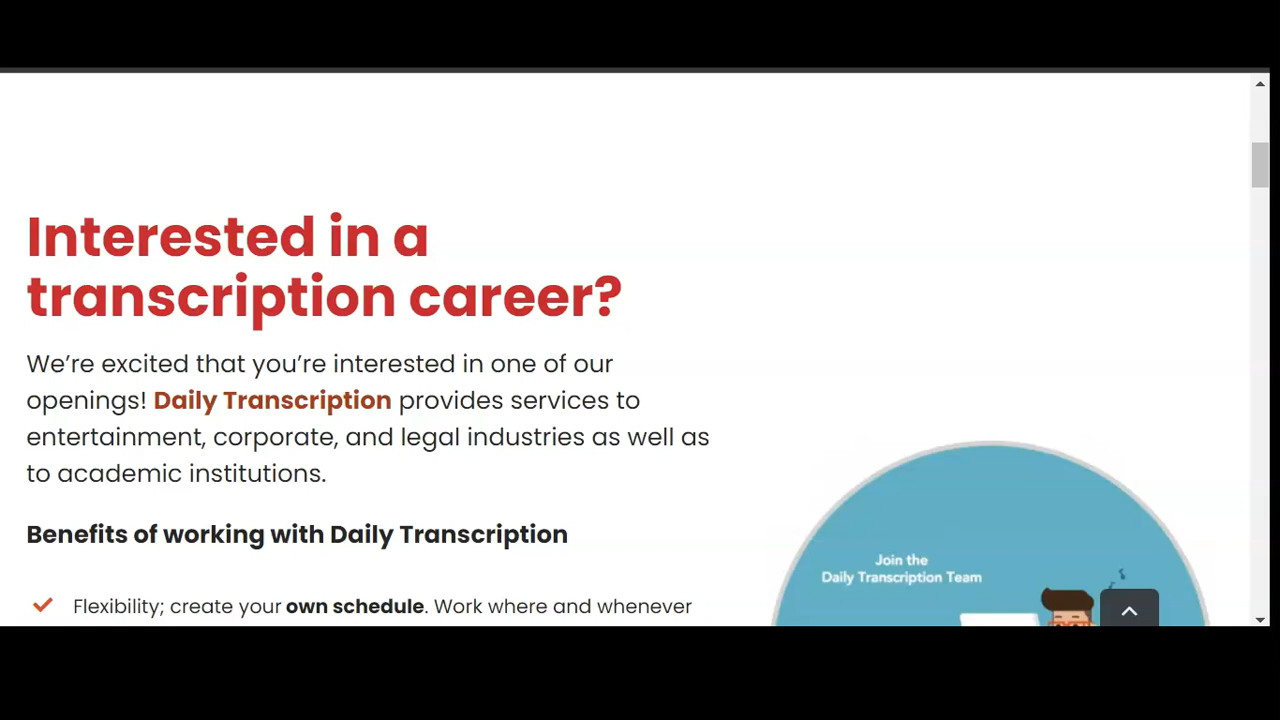 Interested in a
transcription career?
We’re excited that you’re interested in one of our
openings! Daily Transcription provides services to
entertainment, corporate, and legal industries as well as
to academic institutions.
Benefits of working with Daily Transcription
Flexibility; create your own schedule. Work where and whenever
Join the
Daily Transcription Team